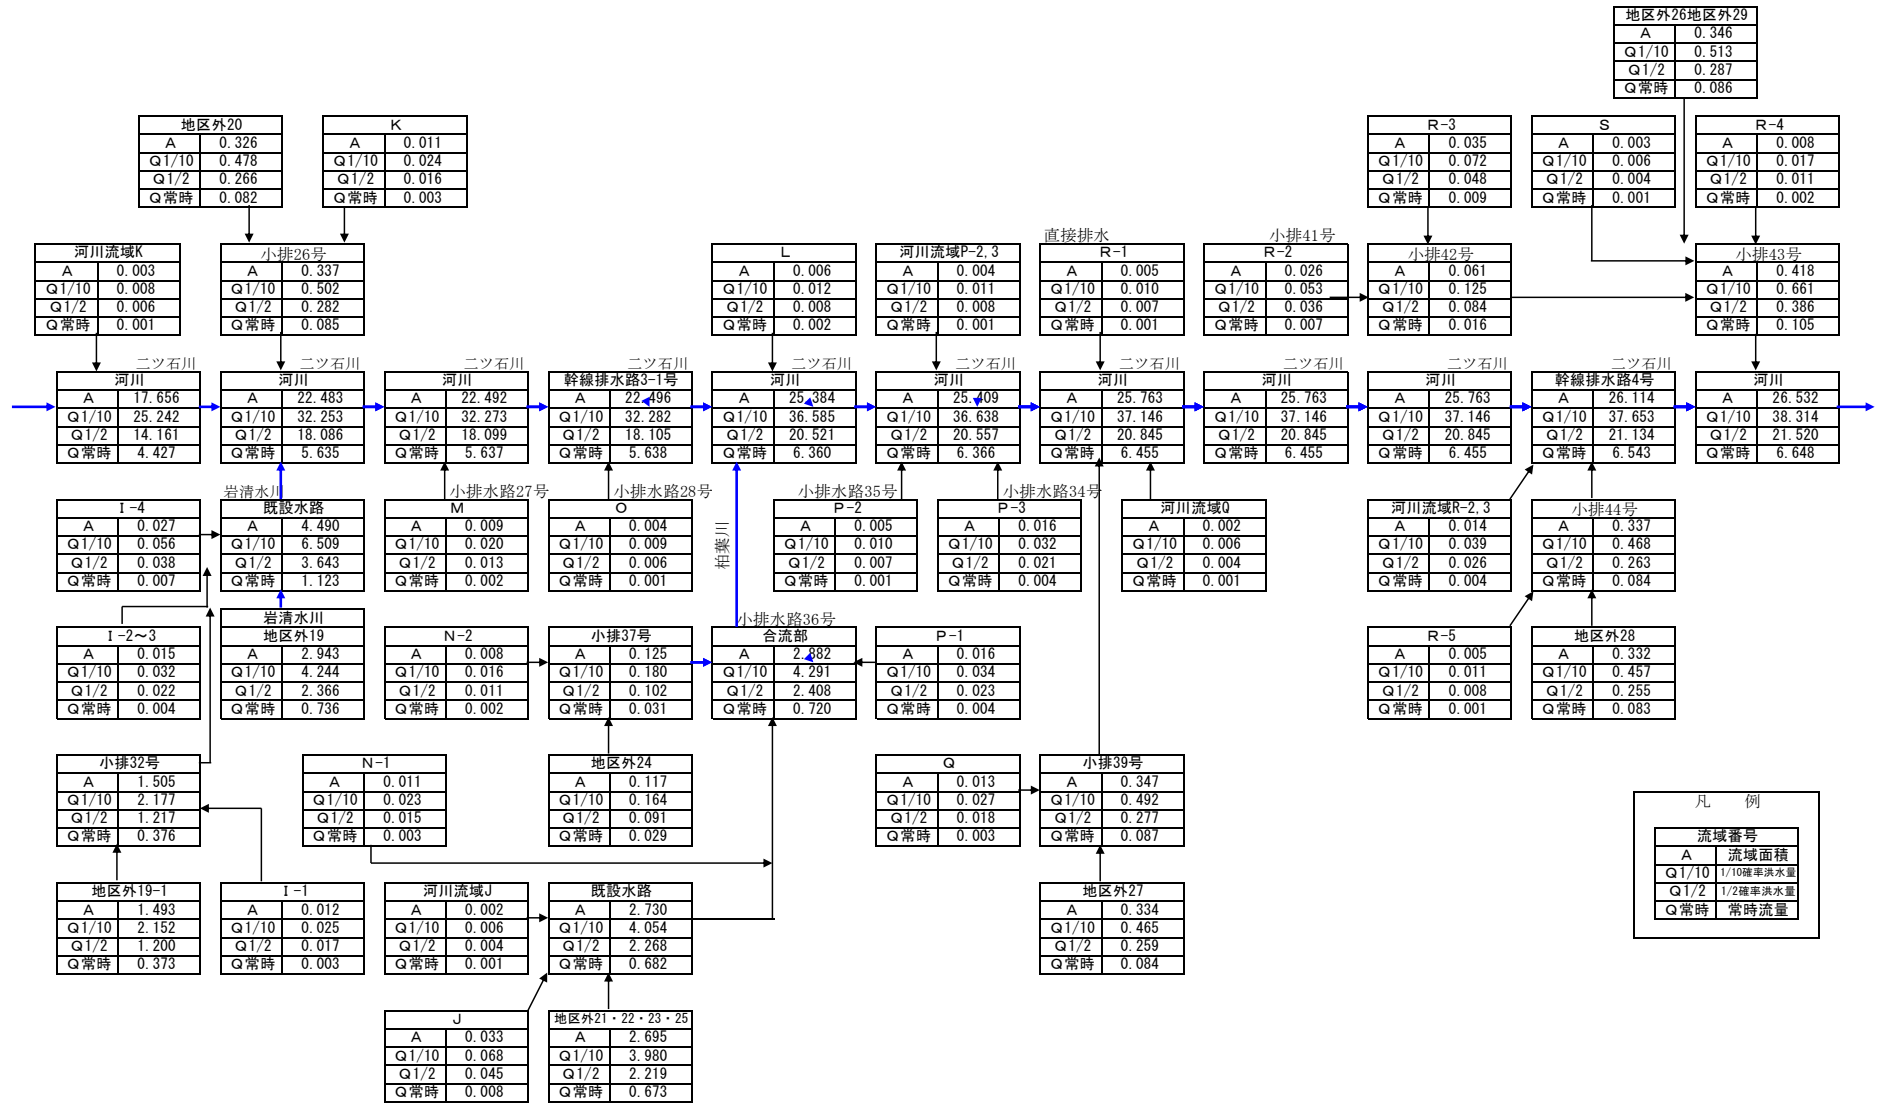 地区外26地区外29
A 0.346
Q1/10 0.513
Q1/2 0.287
Q常時 0.086
地区外20
A 0.326
Q1/10 0.478
Q1/2 0.266
Q常時 0.082
K
A 0.011
Q1/10 0.024
Q1/2 0.016
Q常時 0.003
R-3
A 0.035
Q1/10 0.072
Q1/2 0.048
Q常時 0.009
S
A 0.003
Q1/10 0.006
Q1/2 0.004
Q常時 0.001
R-4
A 0.008
Q1/10 0.017
Q1/2 0.011
Q常時 0.002
河川流域K
A 0.003
Q1/10 0.008
Q1/2 0.006
Q常時 0.001
小排26号
A 0.337
Q1/10 0.502
Q1/2 0.282
Q常時 0.085
L
A 0.006
Q1/10 0.012
Q1/2 0.008
Q常時 0.002
河川流域P-2,3
A 0.004
Q1/10 0.011
Q1/2 0.008
Q常時 0.001
直接排水
R-1
A 0.005
Q1/10 0.010
Q1/2 0.007
Q常時 0.001
小排41号
R-2
A 0.026
Q1/10 0.053
Q1/2 0.036
Q常時 0.007
小排42号
A 0.061
Q1/10 0.125
Q1/2 0.084
Q常時 0.016
小排43号
A 0.418
Q1/10 0.661
Q1/2 0.386
Q常時 0.105
二ツ石川
河川
A 17.656
Q1/10 25.242
Q1/2 14.161
Q常時 4.427
二ツ石川
河川
A 22.483
Q1/10 32.253
Q1/2 18.086
Q常時 5.635
二ツ石川
河川
A 22.492
Q1/10 32.273
Q1/2 18.099
Q常時 5.637
二ツ石川
幹線排水路3-1号
A 22.496
Q1/10 32.282
Q1/2 18.105
Q常時 5.638
二ツ石川
河川
A 25.384
Q1/10 36.585
Q1/2 20.521
Q常時 6.360
二ツ石川
河川
A 25.409
Q1/10 36.638
Q1/2 20.557
Q常時 6.366
二ツ石川
河川
A 25.763
Q1/10 37.146
Q1/2 20.845
Q常時 6.455
二ツ石川
河川
A 25.763
Q1/10 37.146
Q1/2 20.845
Q常時 6.455
二ツ石川
河川
A 25.763
Q1/10 37.146
Q1/2 20.845
Q常時 6.455
二ツ石川
幹線排水路4号
A 26.114
Q1/10 37.653
Q1/2 21.134
Q常時 6.543
河川
A 26.532
Q1/10 38.314
Q1/2 21.520
Q常時 6.648
I-4
A 0.027
Q1/10 0.056
Q1/2 0.038
Q常時 0.007
岩清水川
既設水路
A 4.490
Q1/10 6.509
Q1/2 3.643
Q常時 1.123
小排水路27号
M
A 0.009
Q1/10 0.020
Q1/2 0.013
Q常時 0.002
小排水路28号
O
A 0.004
Q1/10 0.009
Q1/2 0.006
Q常時 0.001
柏葉川
小排水路35号
P-2
A 0.005
Q1/10 0.010
Q1/2 0.007
Q常時 0.001
小排水路34号
P-3
A 0.016
Q1/10 0.032
Q1/2 0.021
Q常時 0.004
河川流域Q
A 0.002
Q1/10 0.006
Q1/2 0.004
Q常時 0.001
河川流域R-2,3
A 0.014
Q1/10 0.039
Q1/2 0.026
Q常時 0.004
小排44号
A 0.337
Q1/10 0.468
Q1/2 0.263
Q常時 0.084
I-2～3
A 0.015
Q1/10 0.032
Q1/2 0.022
Q常時 0.004
岩清水川
地区外19
A 2.943
Q1/10 4.244
Q1/2 2.366
Q常時 0.736
N-2
A 0.008
Q1/10 0.016
Q1/2 0.011
Q常時 0.002
小排37号
A 0.125
Q1/10 0.180
Q1/2 0.102
Q常時 0.031
小排水路36号
合流部
A 2.882
Q1/10 4.291
Q1/2 2.408
Q常時 0.720
P-1
A 0.016
Q1/10 0.034
Q1/2 0.023
Q常時 0.004
R-5
A 0.005
Q1/10 0.011
Q1/2 0.008
Q常時 0.001
地区外28
A 0.332
Q1/10 0.457
Q1/2 0.255
Q常時 0.083
小排32号
A 1.505
Q1/10 2.177
Q1/2 1.217
Q常時 0.376
N-1
A 0.011
Q1/10 0.023
Q1/2 0.015
Q常時 0.003
地区外24
A 0.117
Q1/10 0.164
Q1/2 0.091
Q常時 0.029
Q
A 0.013
Q1/10 0.027
Q1/2 0.018
Q常時 0.003
小排39号
A 0.347
Q1/10 0.492
Q1/2 0.277
Q常時 0.087
凡 例
流域番号
A 流域面積
Q1/10 1/10確率洪水量
Q1/2 1/2確率洪水量
Q常時 常時流量
地区外19-1
A 1.493
Q1/10 2.152
Q1/2 1.200
Q常時 0.373
I-1
A 0.012
Q1/10 0.025
Q1/2 0.017
Q常時 0.003
河川流域J
A 0.002
Q1/10 0.006
Q1/2 0.004
Q常時 0.001
既設水路
A 2.730
Q1/10 4.054
Q1/2 2.268
Q常時 0.682
地区外27
A 0.334
Q1/10 0.465
Q1/2 0.259
Q常時 0.084
J
A 0.033
Q1/10 0.068
Q1/2 0.045
Q常時 0.008
地区外21・22・23・25
A 2.695
Q1/10 3.980
Q1/2 2.219
Q常時 0.673